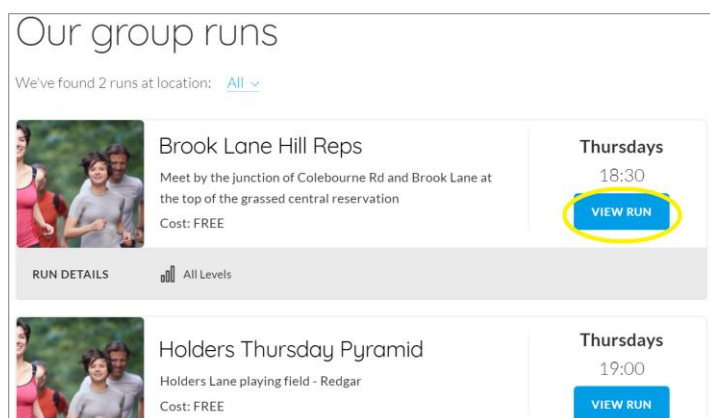 Our group runs
We've found 2 runs at location: All
Brook Lane Hill Reps
Meet by the junction of Colebourne Rd and Brook Lane at
the top of the grassed central reservation
Cost: FREE
Thursdays
18:30
VIEW RUN
RUN DETAILS All Levels
Holders Thursday Pyramid
Holders Lane playing field - Redgar
Cost: FREE
Thursdays
19:00
VIEW RUN